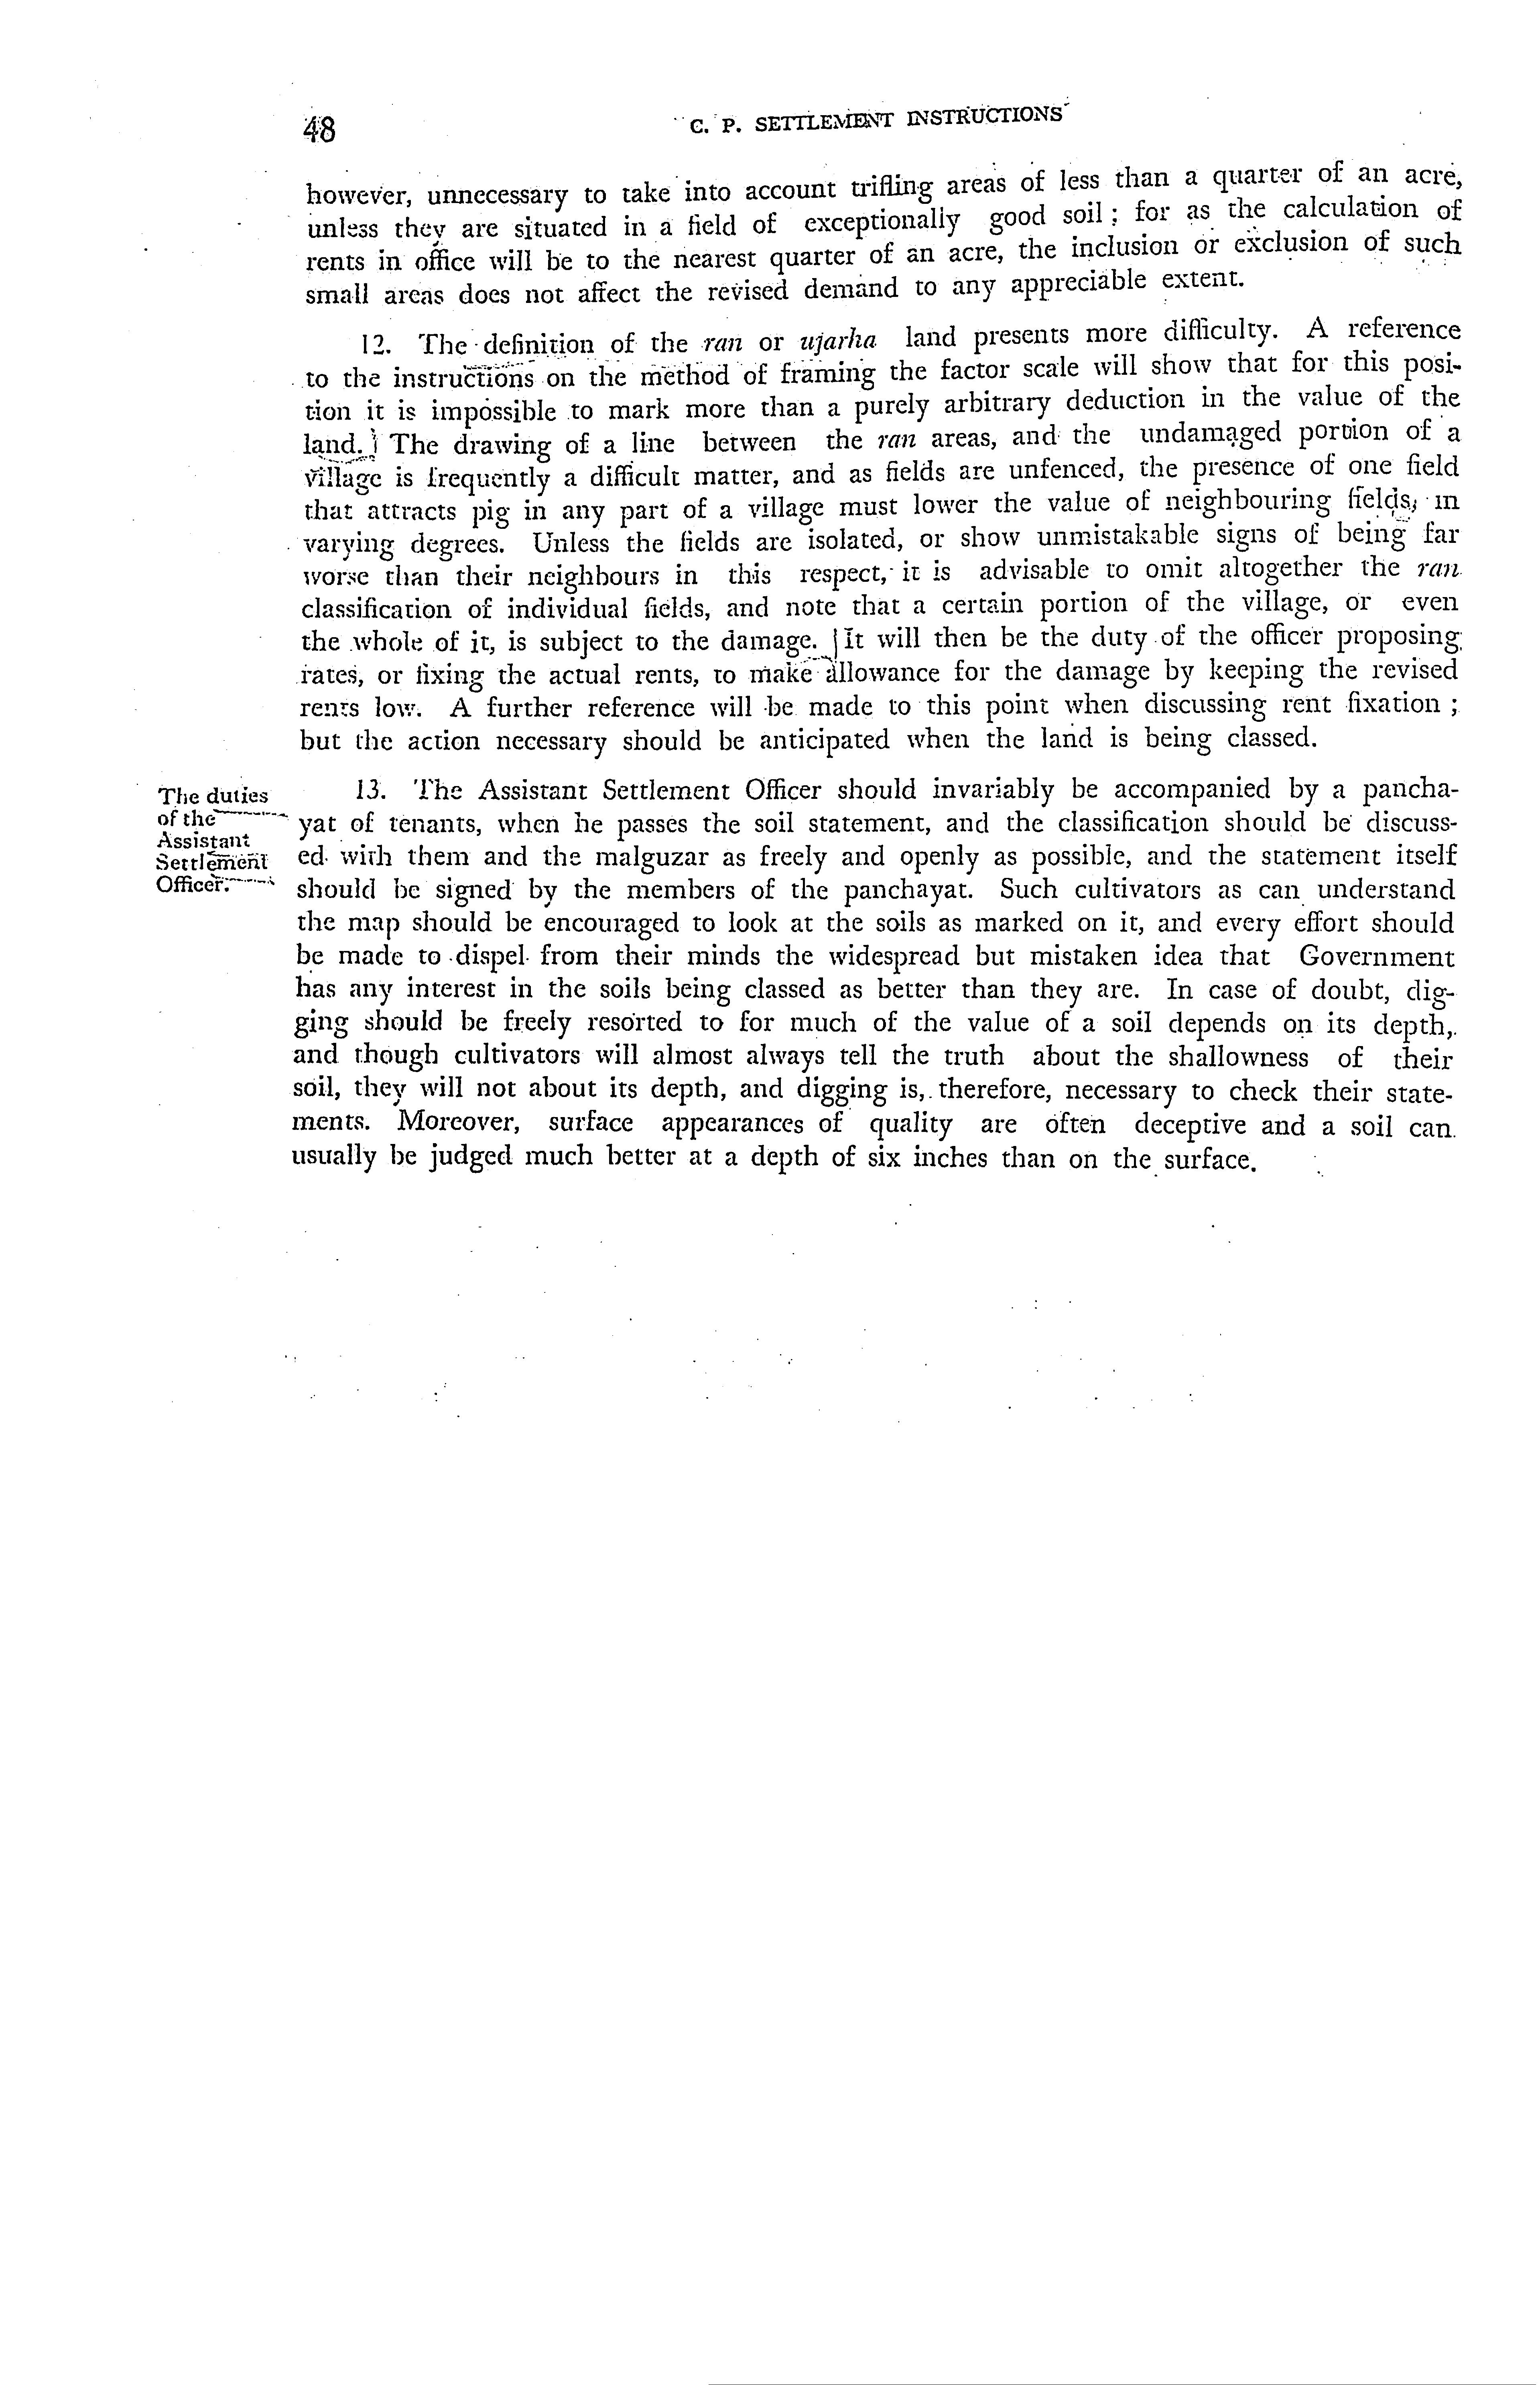 48
C. P. SETTLEMENT INSTRUCTIONS
however, unnecessary to take into account trifling areas of less than a quarter of an acre,
unless they are situated in a field of exceptionally good soil ; for as the calculation of
rents in office will be to the nearest quarter of an acre, the inclusion or exclusion of such
small areas does not affect the revised demand to any appreciable extent.
12. The definition of the ran or ujarha land presents more difficulty. A reference
to the instructions on the method of framing the factor scale will show that for this posi-
tion it is impossible to mark more than a purely arbitrary deduction in the value of the
land. The drawing of a line between the ran areas, and the undamaged portion of a
village is frequently a difficult matter, and as fields are unfenced, the presence of one field
that attracts pig in any part of a village must lower the value of neighbouring fields, in
varying degrees. Unless the fields are isolated, or show unmistakable signs of being far
worse than their neighbours in this respect, it is advisable to omit altogether the ran
classification of individual fields, and note that a certain portion of the village, or even
the whole of it, is subject to the damage. It will then be the duty of the officer proposing
rates, or fixing the actual rents, to make allowance for the damage by keeping the revised
rents low. A further reference will be made to this point when discussing rent fixation ;
but the action necessary should be anticipated when the land is being classed.
The duties
of the
Assistant
Settlement
Officer.
13. The Assistant Settlement Officer should invariably be accompanied by a pancha-
yat of tenants, when he passes the soil statement, and the classification should be discuss-
ed with them and the malguzar as freely and openly as possible, and the statement itself
should be signed by the members of the panchayat. Such cultivators as can understand
the map should be encouraged to look at the soils as marked on it, and every effort should
be made to dispel from their minds the widespread but mistaken idea that Government
has any interest in the soils being classed as better than they are. In case of doubt, dig-
ging should be freely resorted to for much of the value of a soil depends on its depth,
and though cultivators will almost always tell the truth about the shallowness of their
soil, they will not about its depth, and digging is, therefore, necessary to check their state-
ments. Moreover, surface appearances of quality are often deceptive and a soil can
usually be judged much better at a depth of six inches than on the surface.